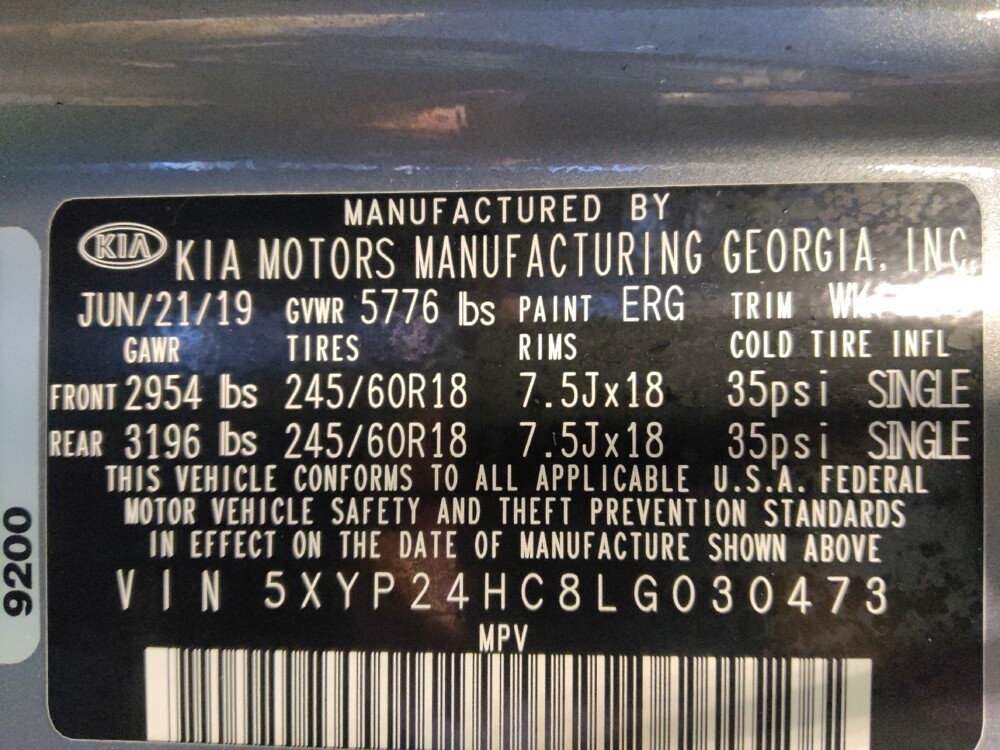 MANUFACTURED BY
KIA KIA MOTORS MANUFACTURING GEORGIA, INC.
JUN/21/19 GVWR 5776 lbs PAINT ERG TRIM
GAWR TIRES RIMS COLD TIRE INFL
FRONT 2954 lbs 245/60R18 7.5Jx18 35psi SINGLE
REAR 3196 lbs 245/60R18 7.5Jx18 35psi SINGLE
THIS VEHICLE CONFORMS TO ALL APPLICABLE U.S.A. FEDERAL
MOTOR VEHICLE SAFETY AND THEFT PREVENTION STANDARDS
IN EFFECT ON THE DATE OF MANUFACTURE SHOWN ABOVE
VIN 5XYP24HC8LG030473
MPV
9200